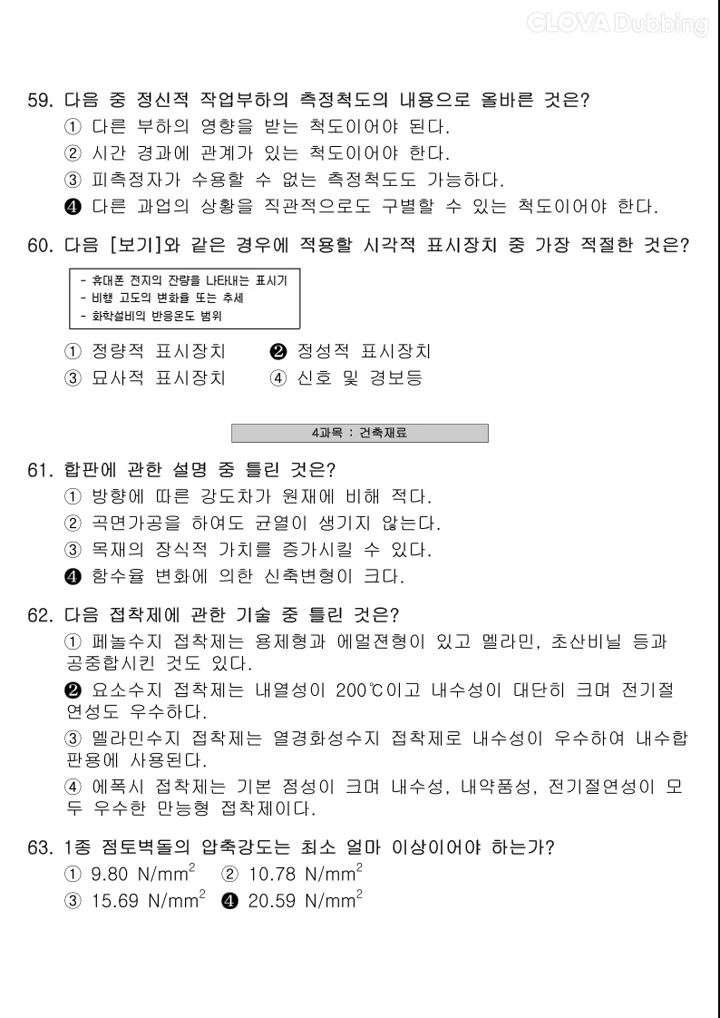 CLOVA Dubbing
59. 다음 중 정신적 작업부하의 측정척도의 내용으로 올바른 것은?
① 다른 부하의 영향을 받는 척도이어야 된다.
② 시간 경과에 관계가 있는 척도이어야 한다.
③ 피측정자가 수용할 수 없는 측정척도도 가능하다.
❹ 다른 과업의 상황을 직관적으로도 구별할 수 있는 척도이어야 한다.
60. 다음 [보기]와 같은 경우에 적용할 시각적 표시장치 중 가장 적절한 것은?
- 휴대폰 전지의 잔량을 나타내는 표시기
- 비행 고도의 변화율 또는 추세
- 화학설비의 반응온도 범위
① 정량적 표시장치 ❷ 정성적 표시장치
③ 묘사적 표시장치 ④ 신호 및 경보등
4과목 : 건축재료
61. 합판에 관한 설명 중 틀린 것은?
① 방향에 따른 강도차가 원재에 비해 적다.
② 곡면가공을 하여도 균열이 생기지 않는다.
③ 목재의 장식적 가치를 증가시킬 수 있다.
❹ 함수율 변화에 의한 신축변형이 크다.
62. 다음 접착제에 관한 기술 중 틀린 것은?
① 페놀수지 접착제는 용제형과 에멀젼형이 있고 멜라민, 초산비닐 등과
공중합시킨 것도 있다.
❷ 요소수지 접착제는 내열성이 200℃이고 내수성이 대단히 크며 전기절
연성도 우수하다.
③ 멜라민수지 접착제는 열경화성수지 접착제로 내수성이 우수하여 내수합
판용에 사용된다.
④ 에폭시 접착제는 기본 점성이 크며 내수성, 내약품성, 전기절연성이 모
두 우수한 만능형 접착제이다.
63. 1종 점토벽돌의 압축강도는 최소 얼마 이상이어야 하는가?
① 9.80 N/mm² ② 10.78 N/mm²
③ 15.69 N/mm² ❹ 20.59 N/mm²